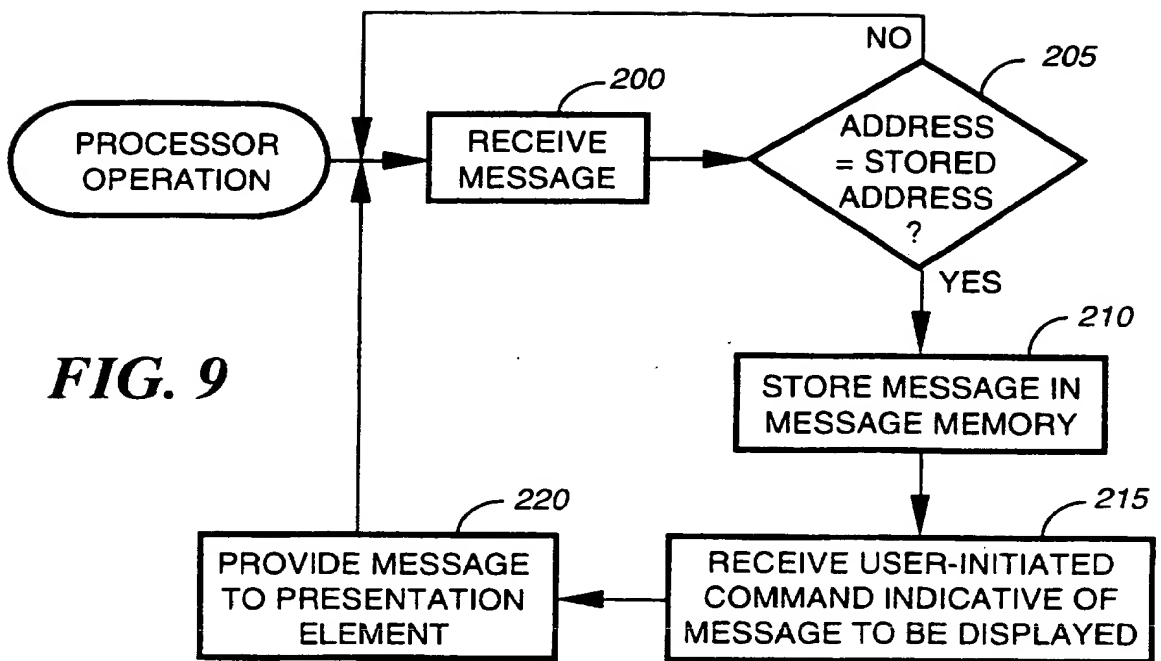 NO
205
200
PROCESSOR
OPERATION
RECEIVE
MESSAGE
ADDRESS
= STORED
ADDRESS
?
YES
210
FIG. 9
STORE MESSAGE IN
MESSAGE MEMORY
220
215
PROVIDE MESSAGE
TO PRESENTATION
ELEMENT
RECEIVE USER-INITIATED
COMMAND INDICATIVE OF
MESSAGE TO BE DISPLAYED